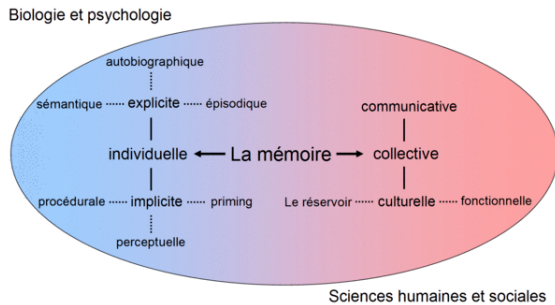 Biologie et psychologie
autobiographique
sémantique explicite épisodique
communicative
individuelle La mémoire collective
procédurale implicite priming Le réservoir culturelle fonctionnelle
perceptuelle
Sciences humaines et sociales